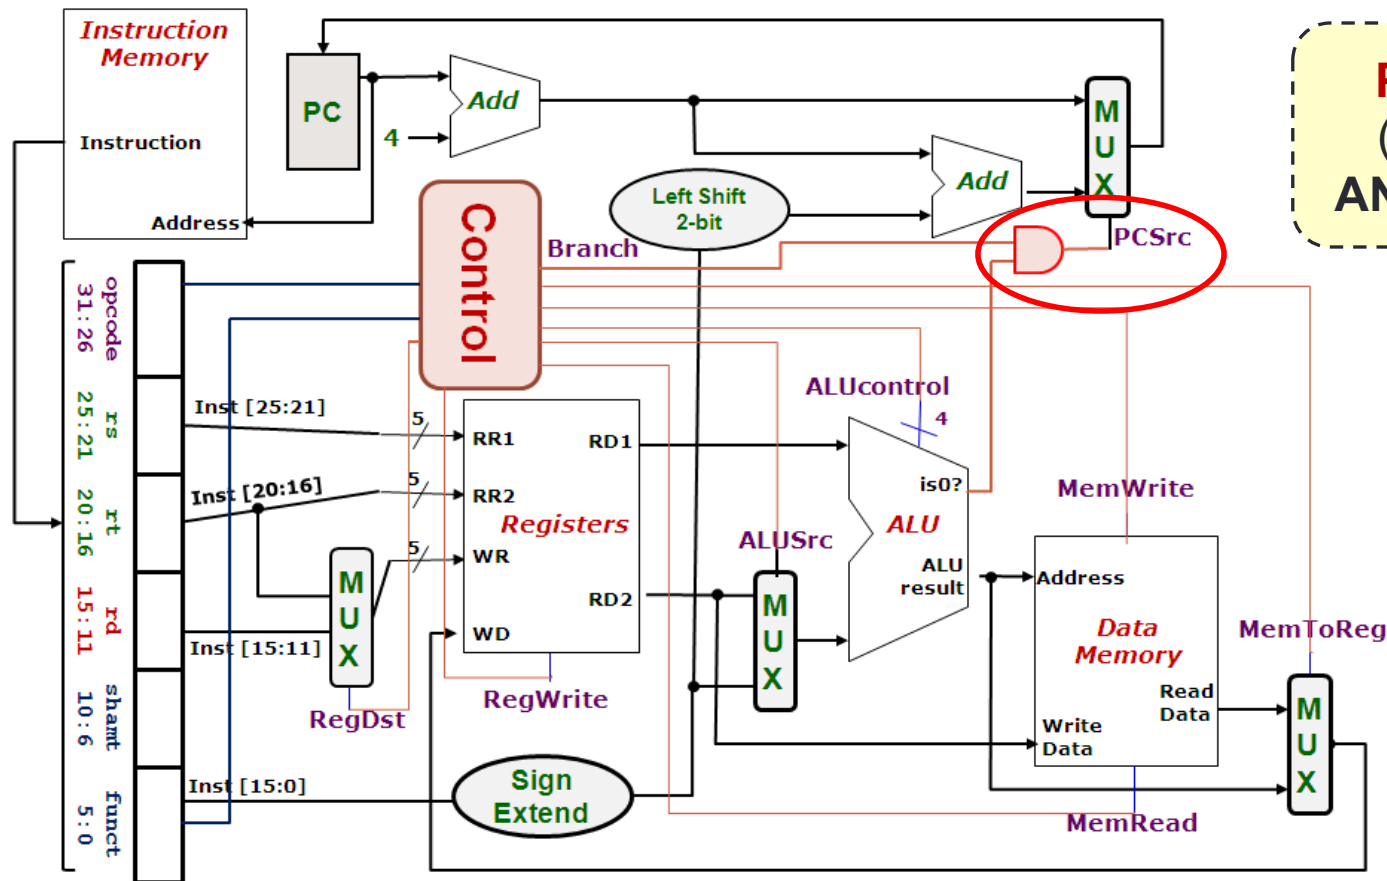 Instruction
Memory
Instruction
Address
PC
4
Add
Left Shift
2-bit
Add
M
U
X
PCSrc
AN
Control
Branch
opcode
31:26
rs
25:21
rt
20:16
rd
15:11
shamt
10:6
funct
5:0
Inst [25:21]
Inst [20:16]
Inst [15:11]
Inst [15:0]
5
5
5
M
U
X
RegDst
RR1
RR2
WR
WD
RD1
RD2
Registers
RegWrite
Sign
Extend
ALUSrc
M
U
X
ALUcontrol
4
is0?
ALU
ALU
result
MemWrite
Address
Data
Memory
Read
Data
Write
Data
MemRead
MemToReg
M
U
X